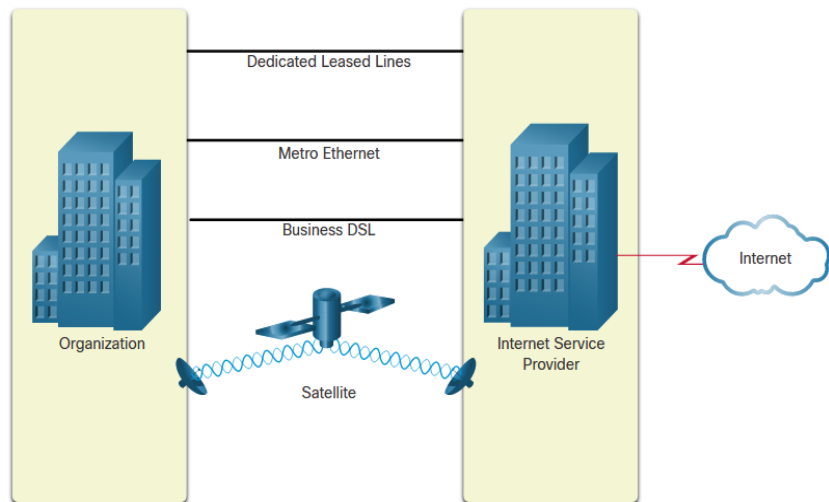 Dedicated Leased Lines
Metro Ethernet
Business DSL
Organization
Satellite
Internet Service
Provider
Internet